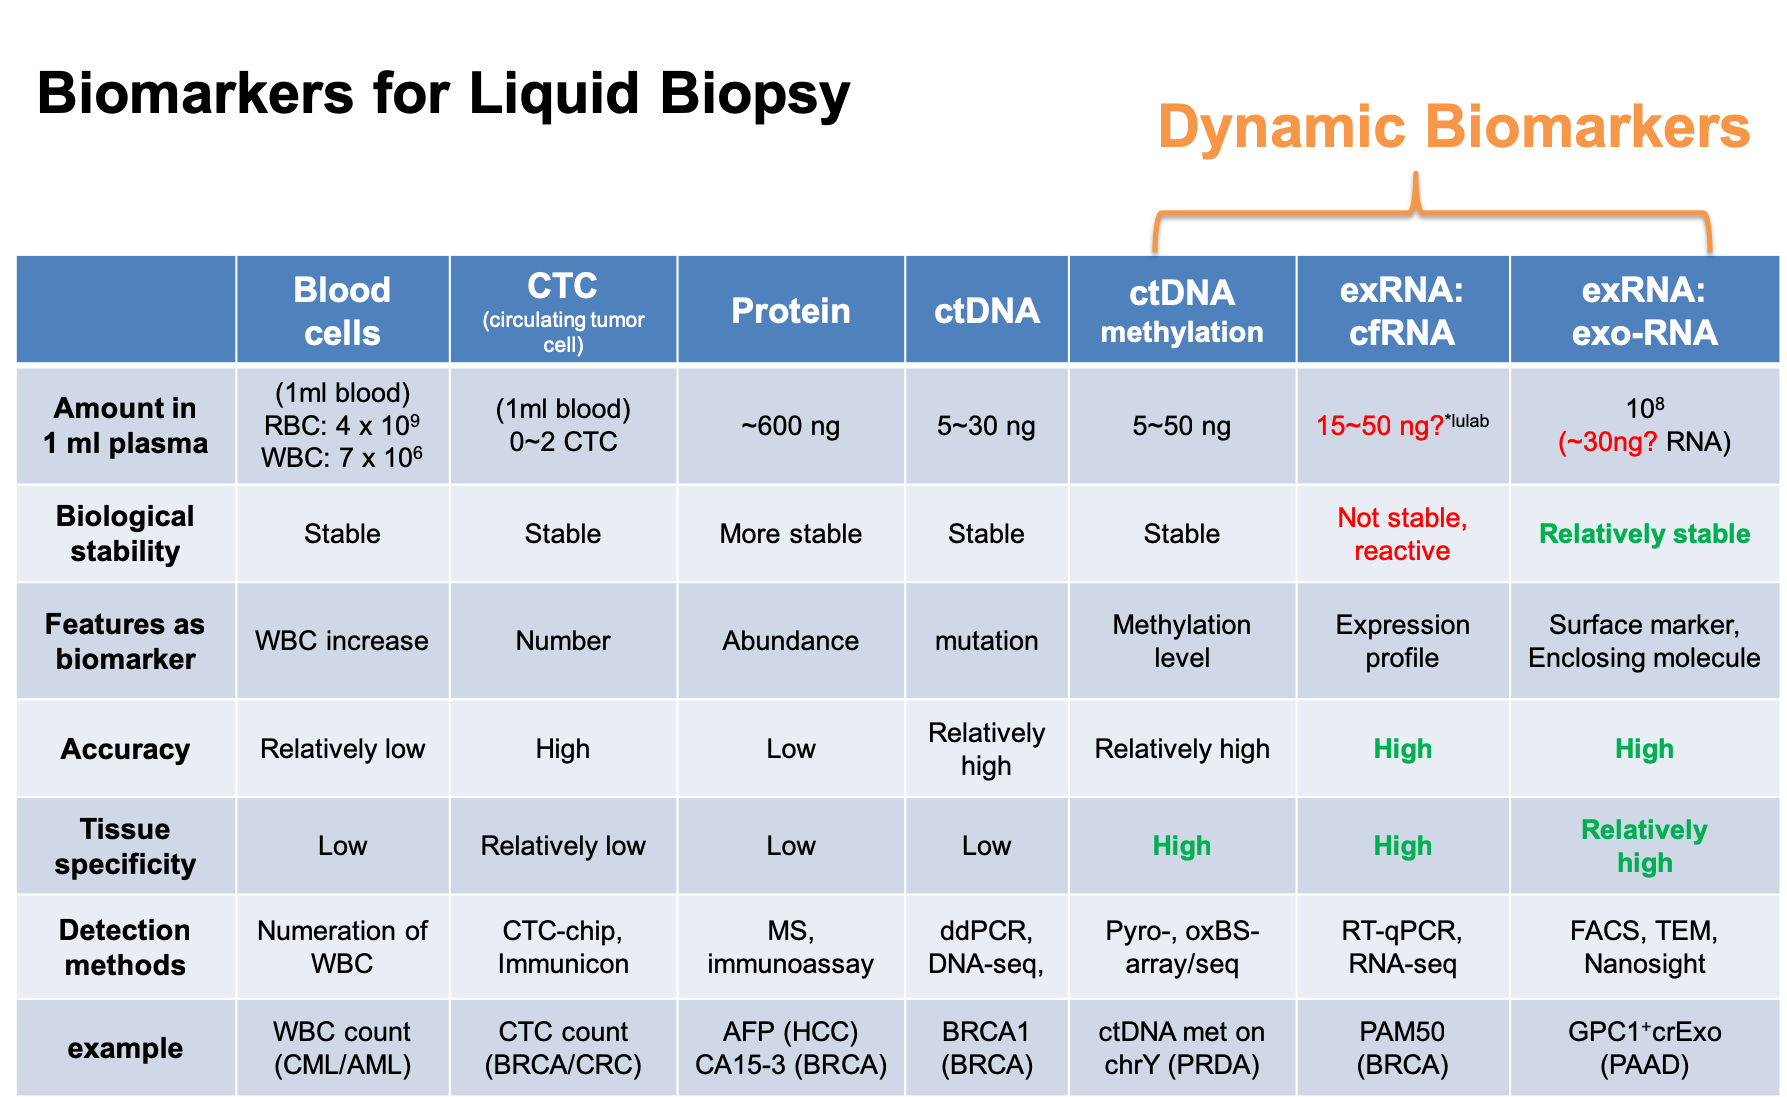 Biomarkers for Liquid Biopsy
Dynamic Biomarkers
Blood
cells
CTC
(circulating tumor
cell)
Protein
ctDNA
ctDNA
methylation
exRNA:
cfRNA
exRNA:
exo-RNA
Amount in
1 ml plasma
(1ml blood)
RBC: 4 x 10⁹
WBC: 7 x 10⁶
(1ml blood)
0~2 CTC
~600 ng
5~30 ng
5~50 ng
15~50 ng?*lulab
10⁸
(~30ng? RNA)
Biological
stability
Stable
Stable
More stable
Stable
Stable
Not stable,
reactive
Relatively stable
Features as
biomarker
WBC increase
Number
Abundance
mutation
Methylation
level
Expression
profile
Surface marker,
Enclosing molecule
Accuracy
Relatively low
High
Low
Relatively
high
Relatively high
High
High
Tissue
specificity
Low
Relatively low
Low
Low
High
High
Relatively
high
Detection
methods
Numeration of
WBC
CTC-chip,
Immunicon
MS,
immunoassay
ddPCR,
DNA-seq,
Pyro-, oxBS-
array/seq
RT-qPCR,
RNA-seq
FACS, TEM,
Nanosight
example
WBC count
(CML/AML)
CTC count
(BRCA/CRC)
AFP (HCC)
CA15-3 (BRCA)
BRCA1
(BRCA)
ctDNA met on
chrY (PRDA)
PAM50
(BRCA)
GPC1⁺crExo
(PAAD)